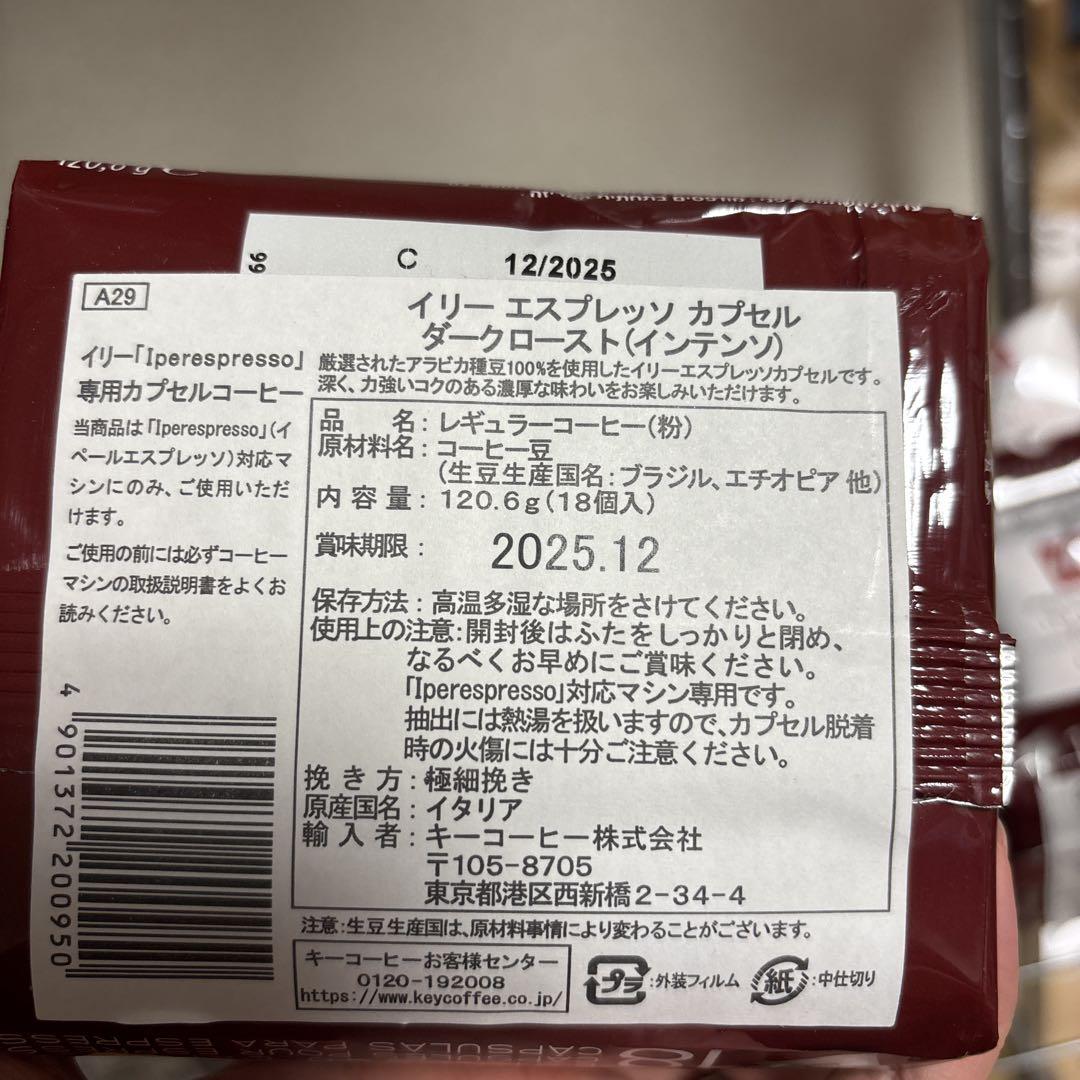 120,6 g e
66
C
12/2025
A29
イリー エスプレッソ カプセル
ダークロースト(インテンソ)
厳選されたアラビカ種豆100%を使用したイリーエスプレッソカプセルです。
深く、力強いコクのある濃厚な味わいをお楽しみいただけます。
イリー「Iperespresso」
専用カプセルコーヒー
当商品は「Iperespresso」(イ
ペールエスプレッソ)対応マ
シンにのみ、ご使用いただ
けます。
ご使用の前には必ずコーヒー
マシンの取扱説明書をよくお
読みください。
品 名:レギュラーコーヒー(粉)
原材料名:コーヒー豆
(生豆生産国名:ブラジル、エチオピア 他)
内 容 量:120.6g(18個入)
賞味期限: 2025.12
保存方法:高温多湿な場所をさけてください。
使用上の注意:開封後はふたをしっかりと閉め、
なるべくお早めにご賞味ください。
「Iperespresso」対応マシン専用です。
抽出には熱湯を扱いますので、カプセル脱着
時の火傷には十分ご注意ください。
挽 き 方:極細挽き
原産国名:イタリア
輸 入 者:キーコーヒー株式会社
〒105-8705
東京都港区西新橋2-34-4
注意:生豆生産国は、原材料事情により変わることがございます。
キーコーヒーお客様センター
0120-192008
https://www.keycoffee.co.jp/
プラ:外装フィルム
紙:中仕切り
4 901372 200950
18
CAPSULAS PARA ESPRESSO